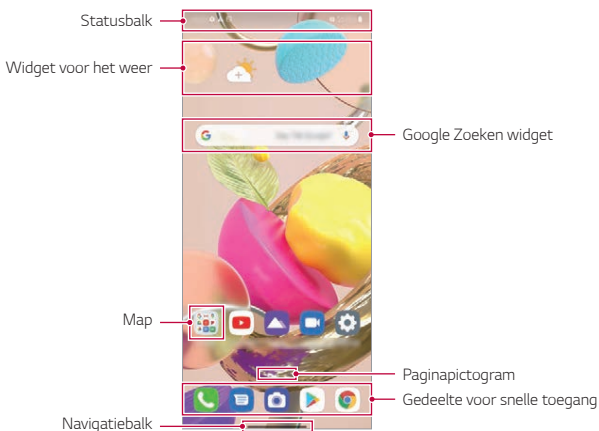 Statusbalk
Widget voor het weer
Google Zoeken widget
Map
Paginapictogram
Gedeelte voor snelle toegang
Navigatiebalk